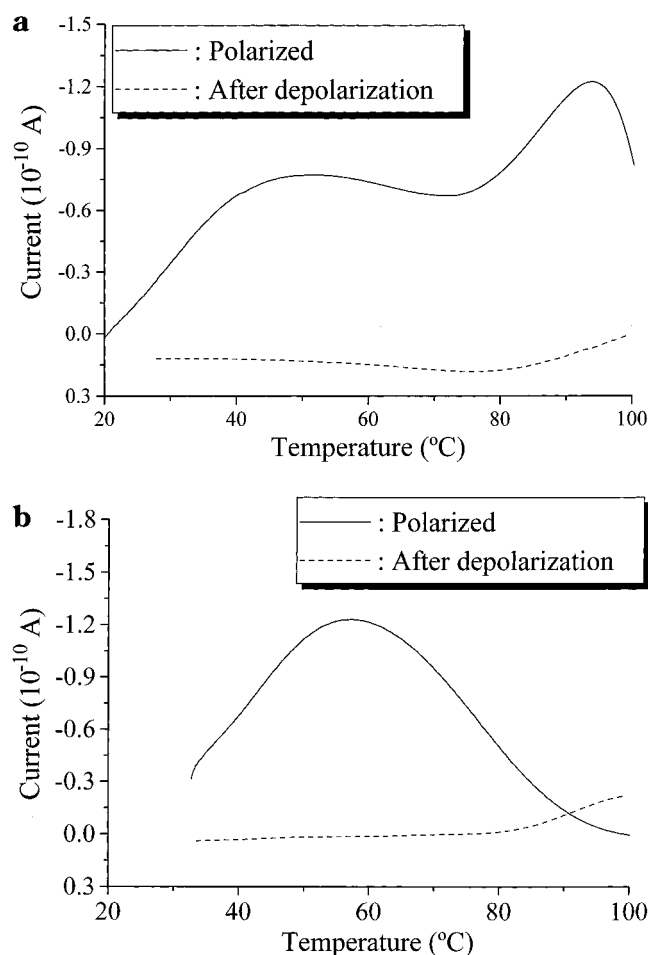 a
-1.5
: Polarized
: After depolarization
-1.2
-0.9
-0.6
-0.3
0.0
0.3
Current (10⁻¹⁰ A)
20 40 60 80 100
Temperature (ºC)
b
-1.8
: Polarized
: After depolarization
-1.5
-1.2
-0.9
-0.6
-0.3
0.0
0.3
Current (10⁻¹⁰ A)
20 40 60 80 100
Temperature (ºC)